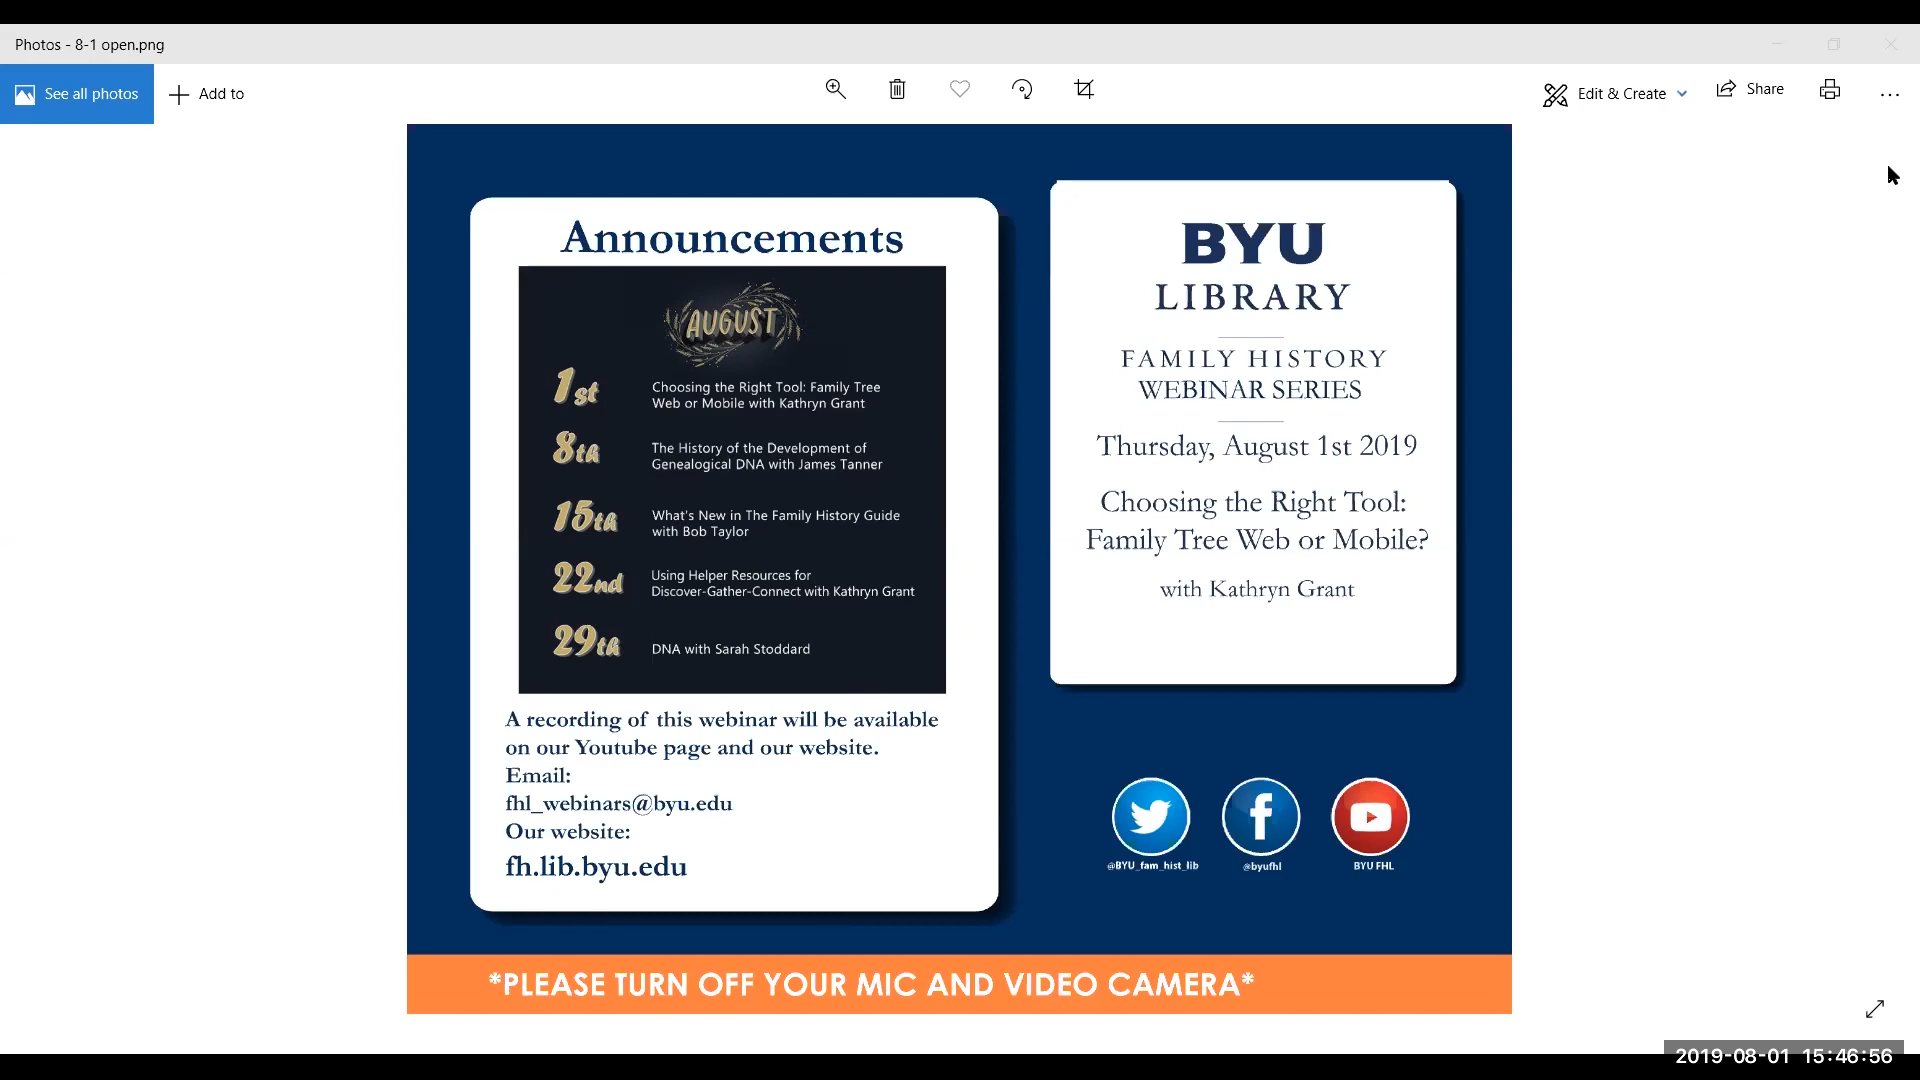 Photos - 8-1 open.png
See all photos
Add to
Edit & Create
Share
Announcements
AUGUST
1st
Choosing the Right Tool: Family Tree
Web or Mobile with Kathryn Grant
8th
The History of the Development of
Genealogical DNA with James Tanner
15th
What's New in The Family History Guide
with Bob Taylor
22nd
Using Helper Resources for
Discover-Gather-Connect with Kathryn Grant
29th
DNA with Sarah Stoddard
A recording of this webinar will be available
on our Youtube page and our website.
Email:
fhl_webinars@byu.edu
Our website:
fh.lib.byu.edu
BYU
LIBRARY
FAMILY HISTORY
WEBINAR SERIES
Thursday, August 1st 2019
Choosing the Right Tool:
Family Tree Web or Mobile?
with Kathryn Grant
@BYU_fam_hist_lib
@byufhl
BYU FHL
*PLEASE TURN OFF YOUR MIC AND VIDEO CAMERA*
2019-08-01 15:46:56